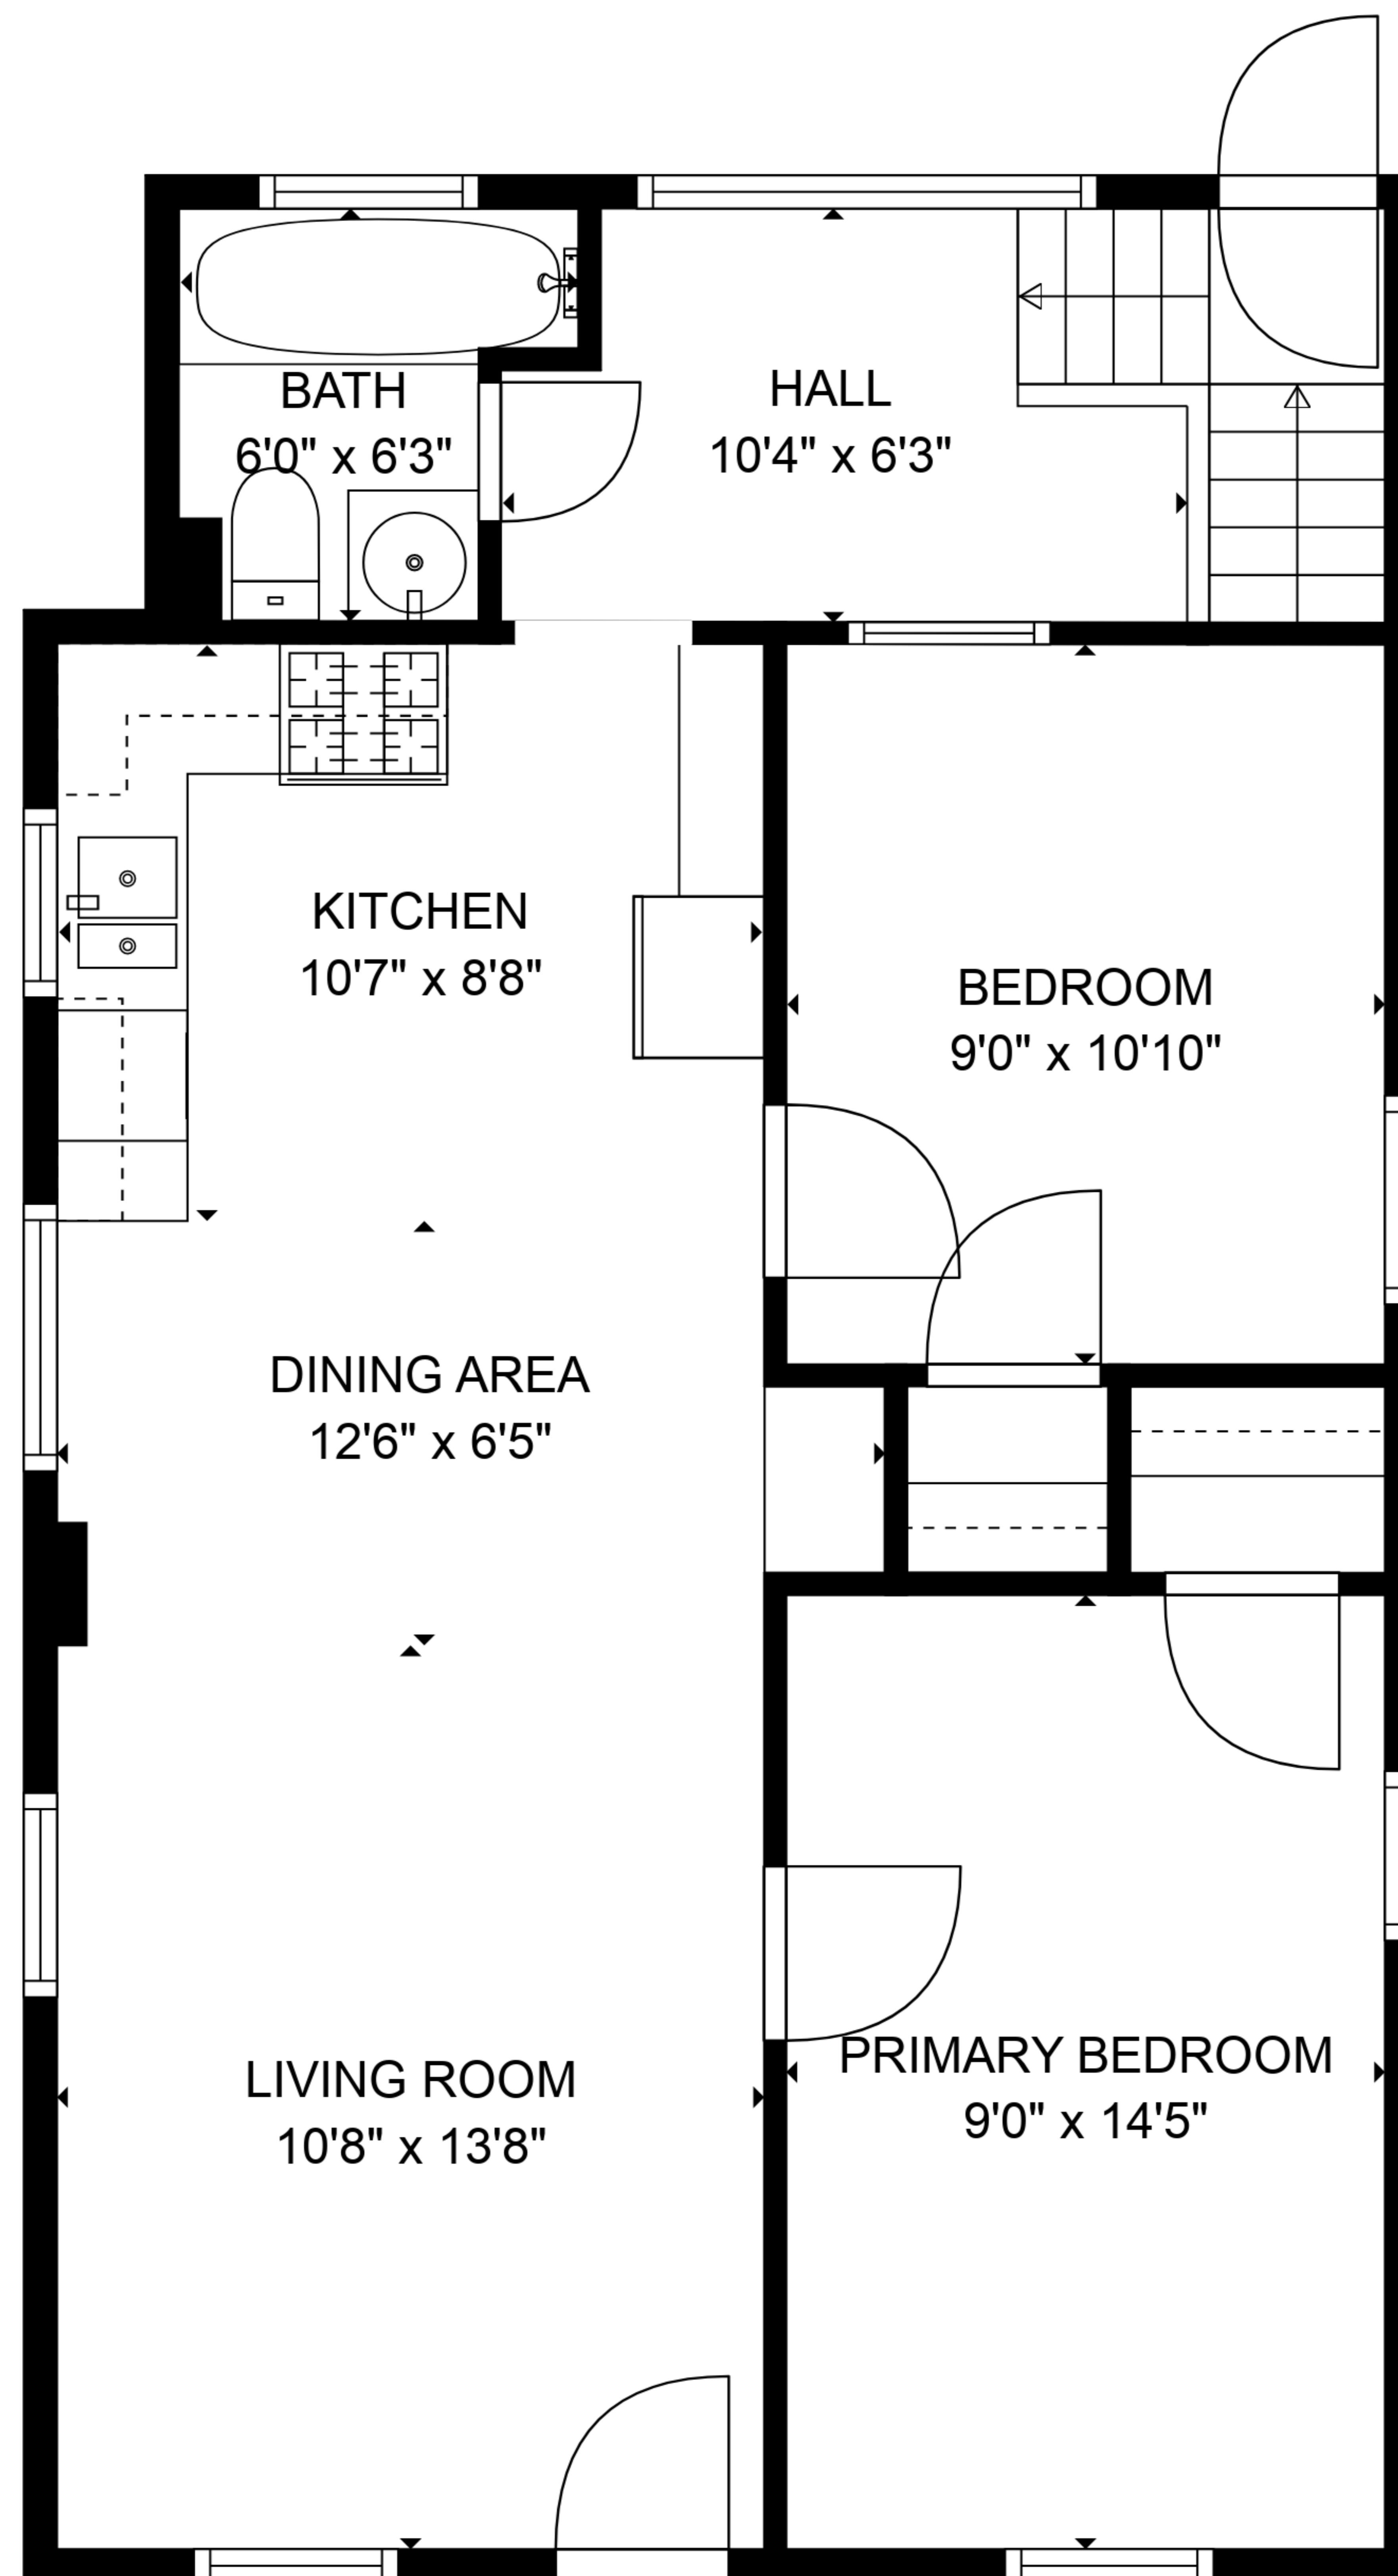 BATH
6'0" x 6'3"
HALL
10'4" x 6'3"
KITCHEN
10'7" x 8'8"
BEDROOM
9'0" x 10'10"
DINING AREA
12'6" x 6'5"
PRIMARY BEDROOM
9'0" x 14'5"
LIVING ROOM
10'8" x 13'8"